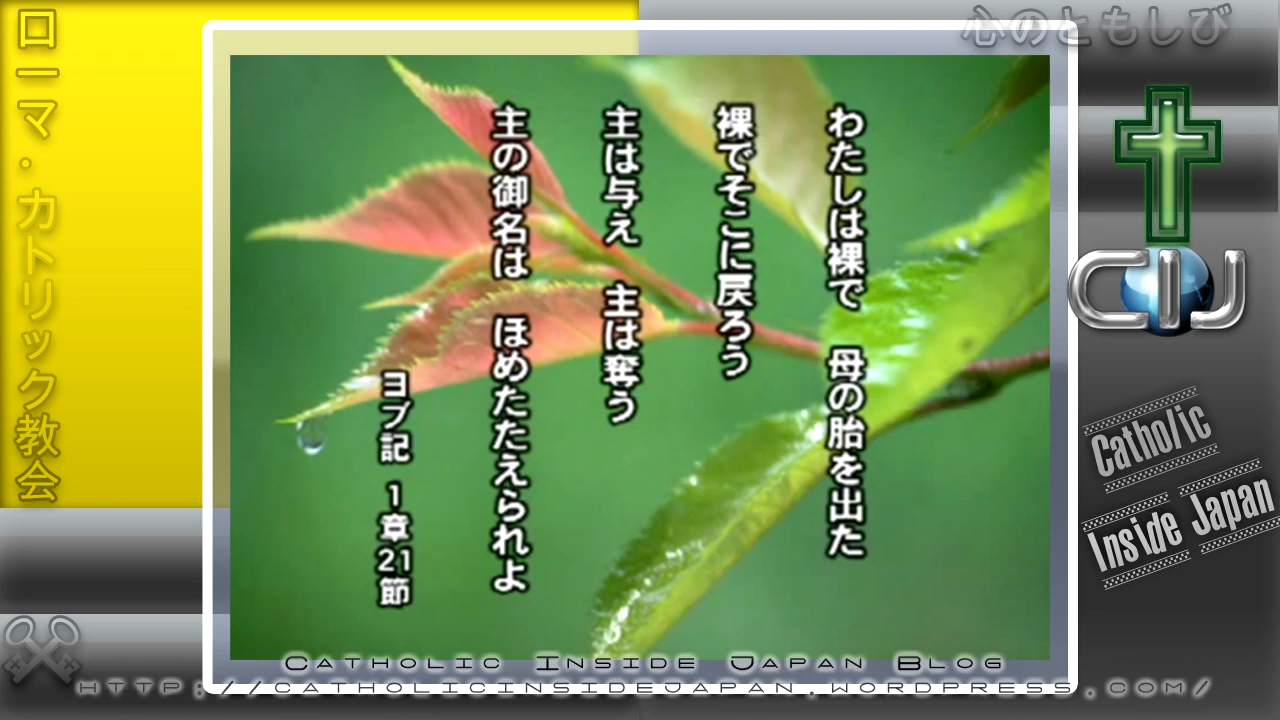 ローマ・カトリック教会
心のともしび
わたしは裸で 母の胎を出た
裸でそこに戻ろう
主は与え 主は奪う
主の御名は ほめたたえられよ
ヨブ記 1章21節
CIJ
Catholic
Inside Japan
Catholic Inside Japan Blog
http://catholicinsidejapan.wordpress.com/